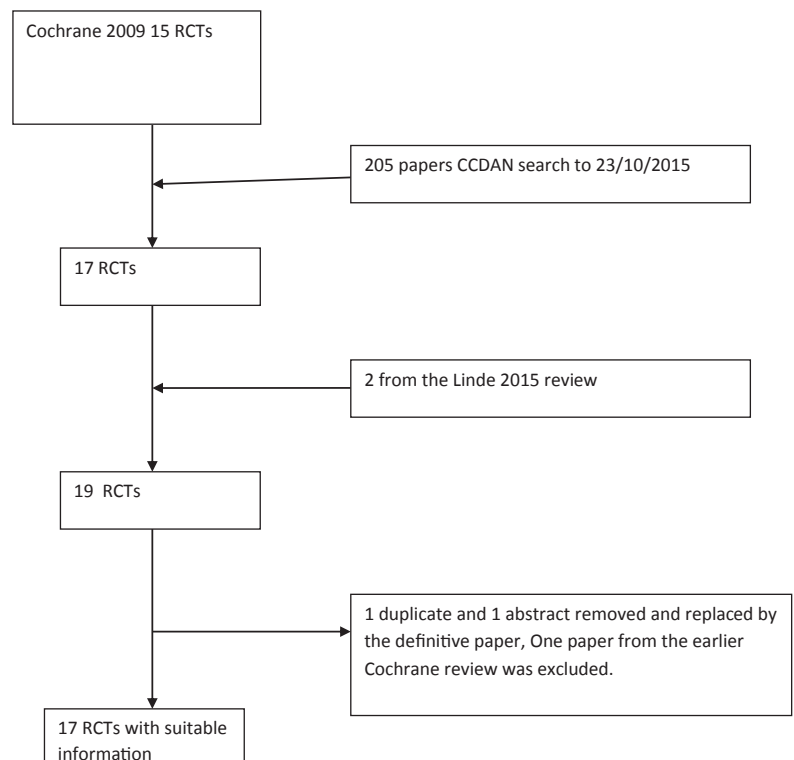 Cochrane 2009 15 RCTs
205 papers CCDAN search to 23/10/2015
17 RCTs
2 from the Linde 2015 review
19 RCTs
1 duplicate and 1 abstract removed and replaced by
the definitive paper, One paper from the earlier
Cochrane review was excluded.
17 RCTs with suitable
information